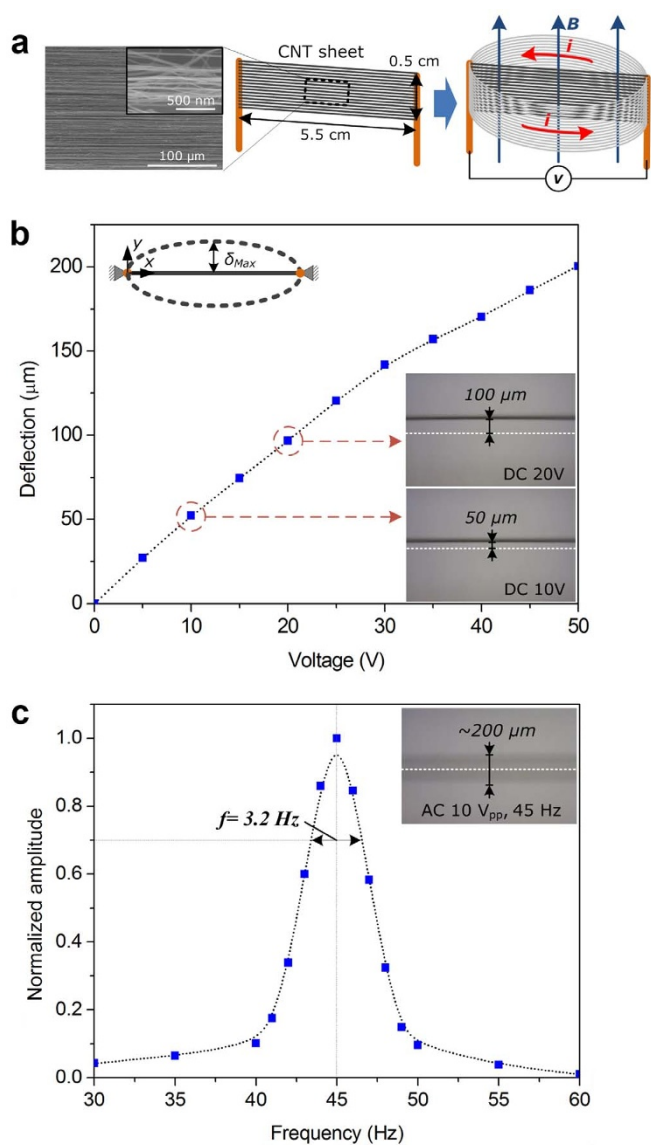 a
500 nm
100 μm
CNT sheet
0.5 cm
5.5 cm
B
i
i
V
b
y
x
δMax
200
150
100
50
0
Deflection (μm)
100 μm
DC 20V
50 μm
DC 10V
0 10 20 30 40 50
Voltage (V)
c
1.0
0.8
0.6
0.4
0.2
0.0
Normalized amplitude
f= 3.2 Hz
~200 μm
AC 10 Vpp, 45 Hz
30 35 40 45 50 55 60
Frequency (Hz)